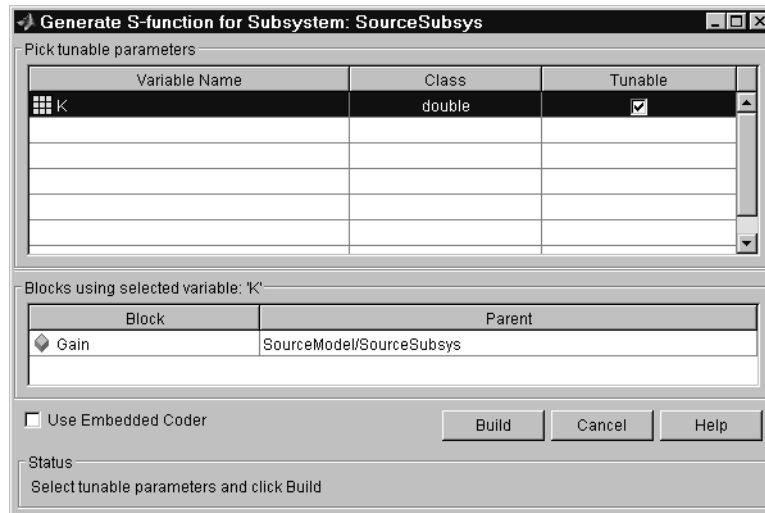 Generate S-function for Subsystem: SourceSubsys
Pick tunable parameters
Variable Name Class Tunable
K double
Blocks using selected variable: 'K'
Block Parent
Gain SourceModel/SourceSubsys
Use Embedded Coder Build Cancel Help
Status
Select tunable parameters and click Build